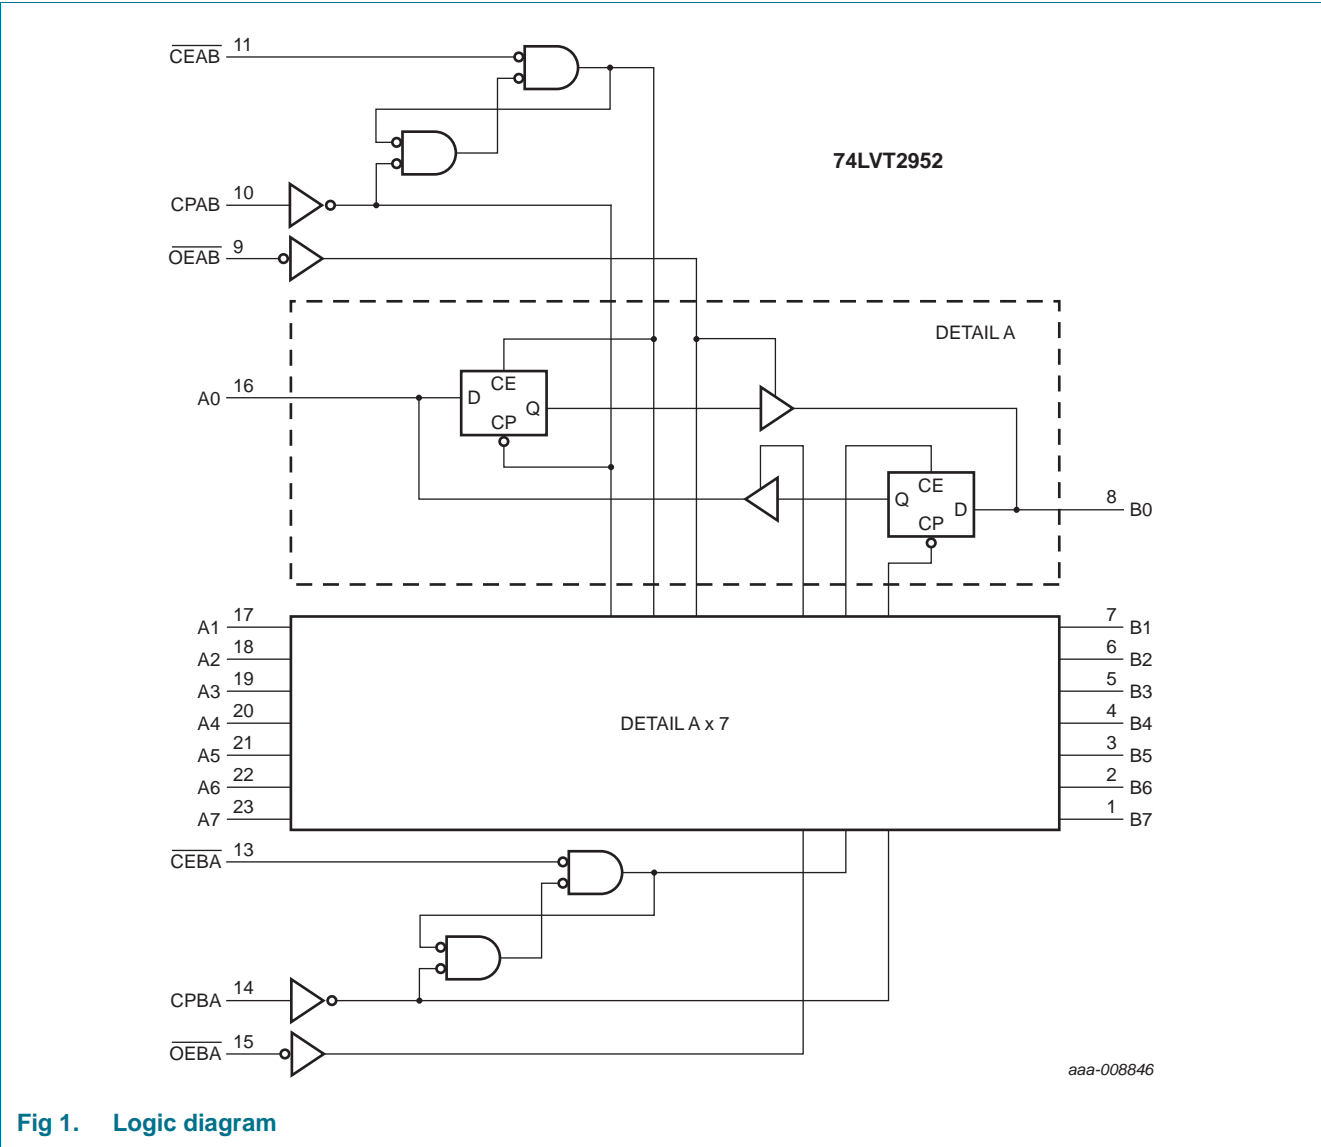 CEAB 11
74LVT2952
CPAB 10
OEAB 9
DETAIL A
A0 16
CE
D
Q
CP
CE
Q
D
CP
8 B0
A1 17
7 B1
A2 18
6 B2
A3 19
5 B3
A4 20
4 B4
DETAIL A x 7
A5 21
3 B5
A6 22
2 B6
A7 23
1 B7
CEBA 13
CPBA 14
OEBA 15
aaa-008846
Fig 1. Logic diagram